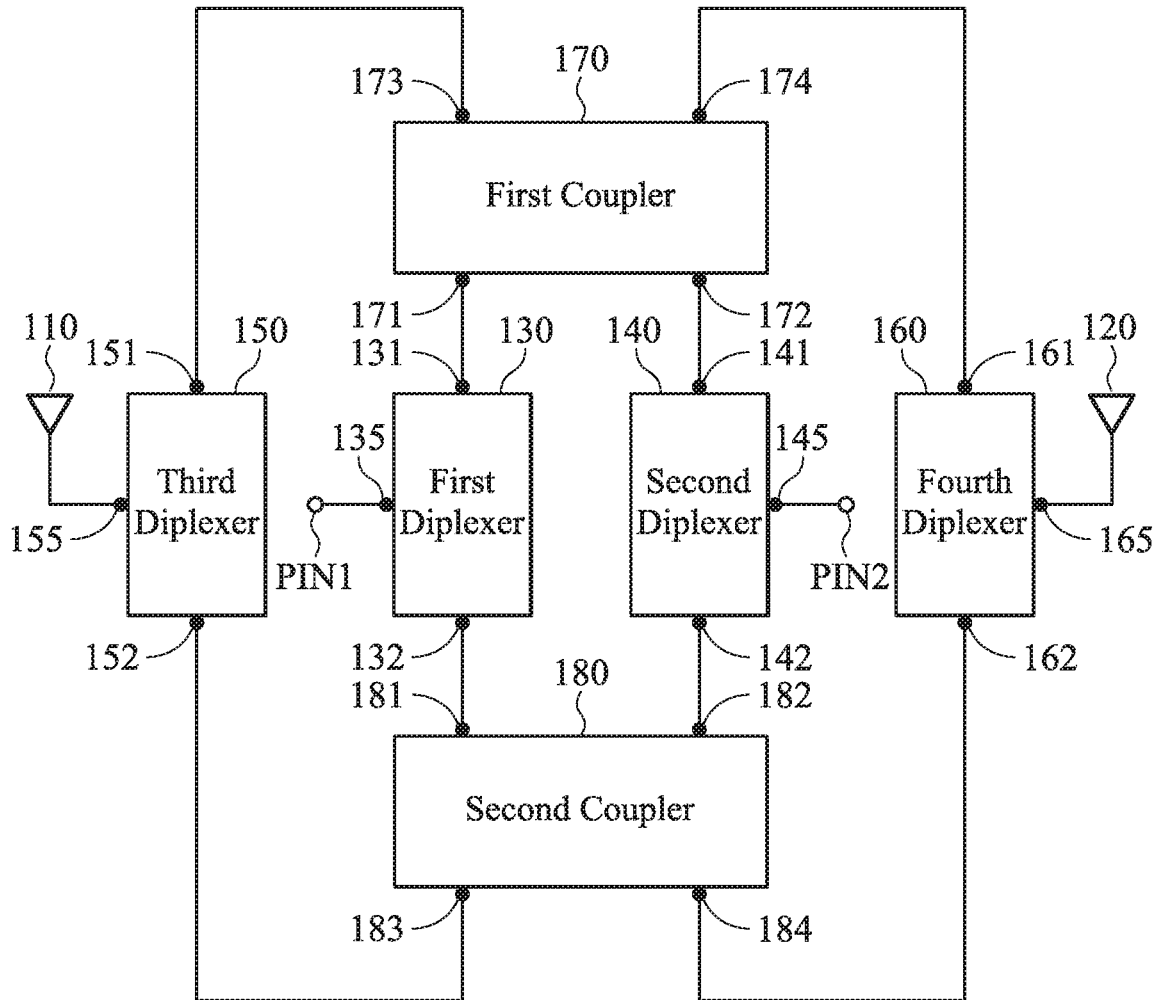 170
173
174
First Coupler
171
172
110
150
130
140
160
120
151
131
141
161
135
145
Third
Diplexer
First
Diplexer
Second
Diplexer
Fourth
Diplexer
155
PIN1
PIN2
165
152
132
142
162
180
181
182
Second Coupler
183
184